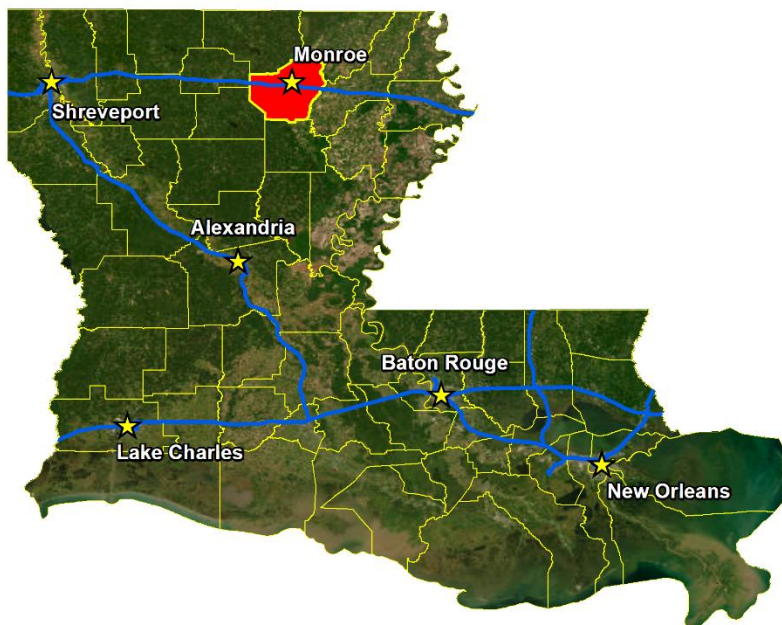 Monroe
Shreveport
Alexandria
Baton Rouge
Lake Charles
New Orleans